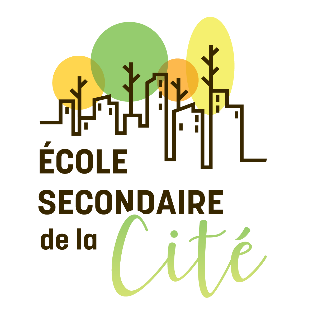 ÉCOLE
SECONDAIRE
de la Cité